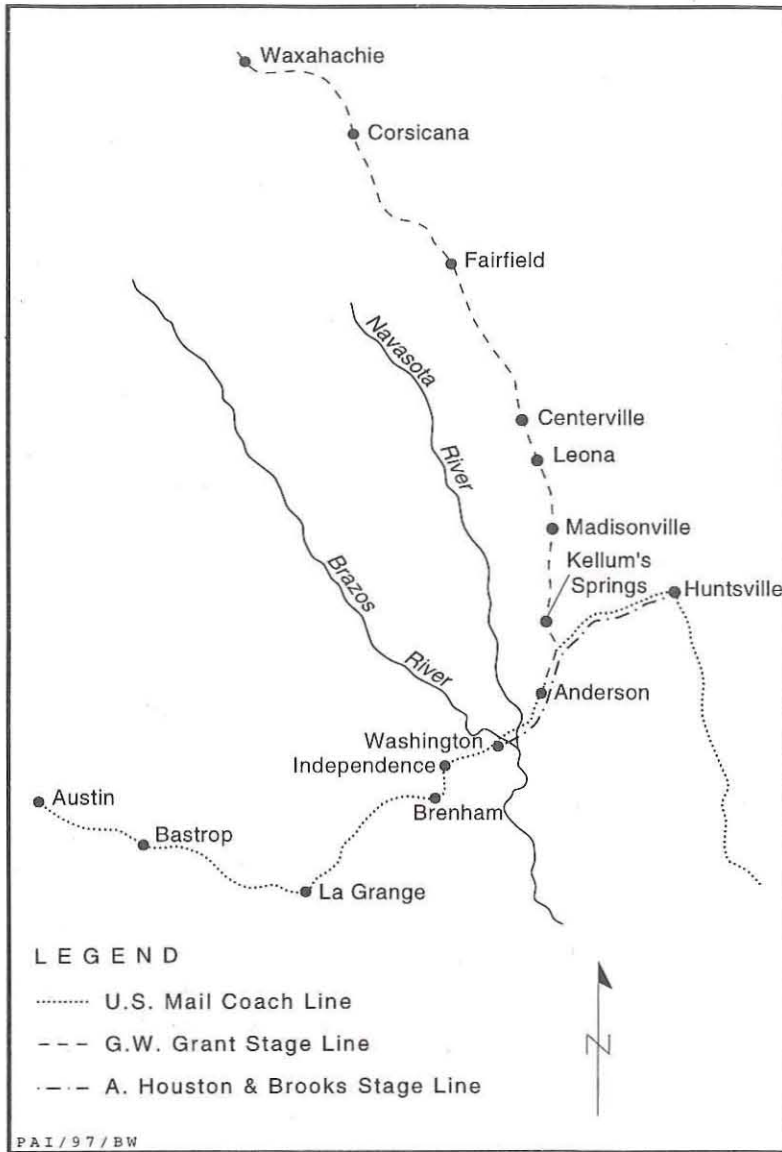 Waxahachie
Corsicana
Fairfield
Navasota
River
Centerville
Leona
Madisonville
Kellum's
Springs
Huntsville
Brazos
River
Anderson
Washington
Independence
Austin
Brenham
Bastrop
La Grange
LEGEND
U.S. Mail Coach Line
G.W. Grant Stage Line
A. Houston & Brooks Stage Line
N
PAI/97/BW